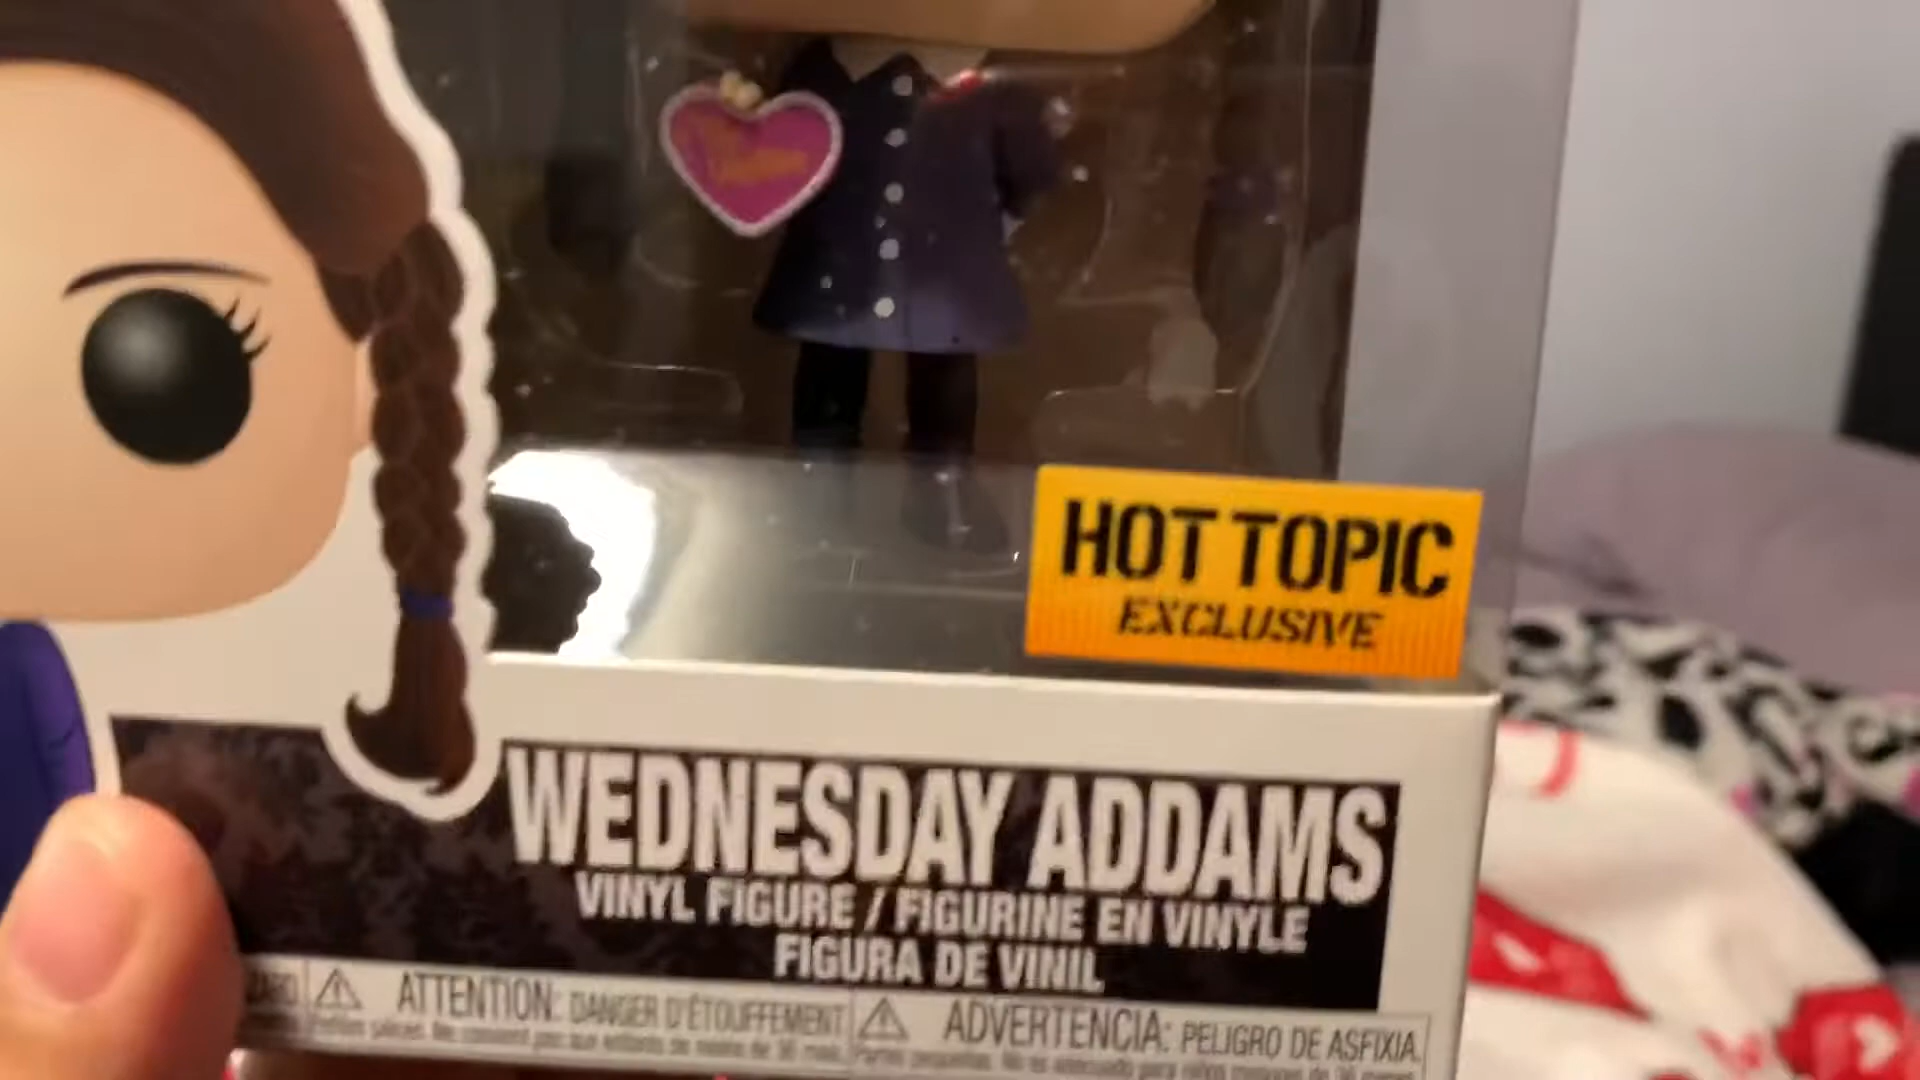 HOT TOPIC
EXCLUSIVE
WEDNESDAY ADDAMS
VINYL FIGURE / FIGURINE EN VINYLE
FIGURA DE VINIL
ATTENTION: DANGER D'ÉTOUFFEMENT
ADVERTENCIA: PELIGRO DE ASFIXIA.